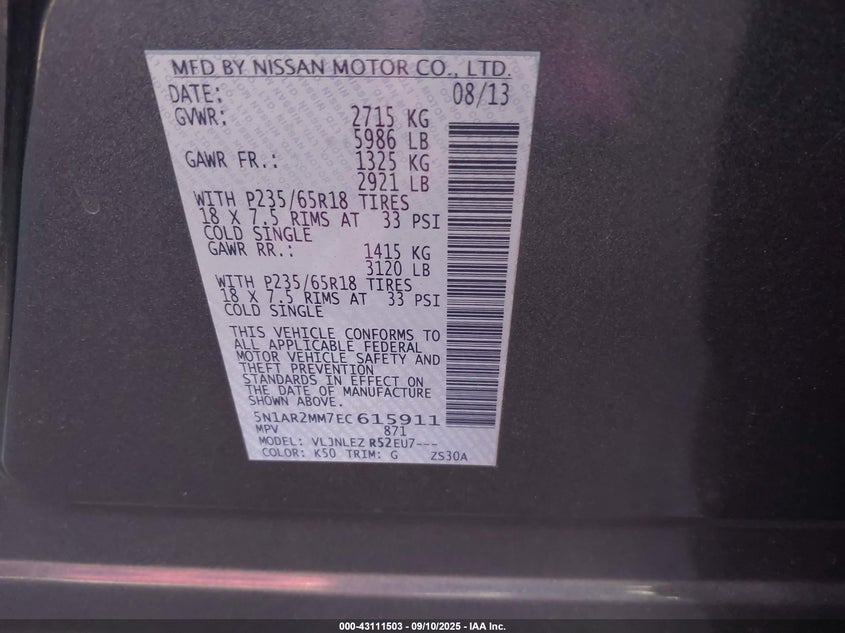 MFD BY NISSAN MOTOR CO., LTD.
DATE: 08/13
GVWR: 2715 KG
5986 LB
GAWR FR.: 1325 KG
2921 LB
WITH P235/65R18 TIRES
18 X 7.5 RIMS AT 33 PSI
COLD SINGLE
GAWR RR.: 1415 KG
3120 LB
WITH P235/65R18 TIRES
18 X 7.5 RIMS AT 33 PSI
COLD SINGLE
THIS VEHICLE CONFORMS TO
ALL APPLICABLE FEDERAL
MOTOR VEHICLE SAFETY AND
THEFT PREVENTION
STANDARDS IN EFFECT ON
THE DATE OF MANUFACTURE
SHOWN ABOVE.
5N1AR2MM7EC615911
MPV 871
MODEL: VLJNLEZ R52EU7---
COLOR: K50 TRIM: G ZS30A
000-43111503 - 09/10/2025 - IAA Inc.